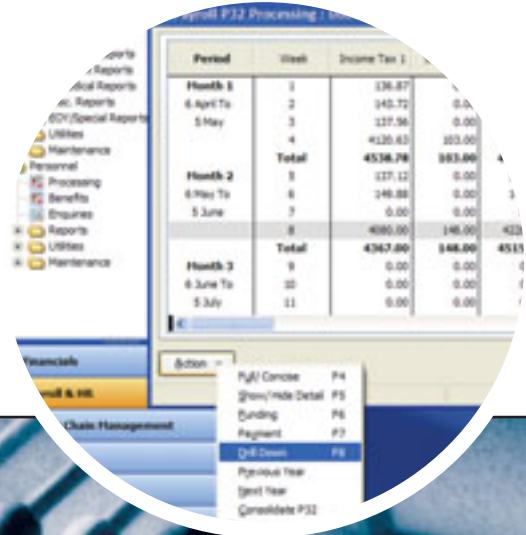 Payroll P32 Processing :
Reports
Reports
Reports
Reports
EOY/Special Reports
Utilities
Maintenance
Personnel
Processing
Benefits
Enquiries
Reports
Utilities
Maintenance
Period Week Income Tax 1
Month 1 1 136.87
6 April To 2 143.72 0.00
5 May 3 137.56 0.00
4 4120.63 103.00
Total 4538.78 103.00
Month 2 5 137.12 0.00
6 May To 6 148.88 0.00
5 June 7 0.00 0.00
8 4080.00 148.00
Total 4367.00 148.00 4515
Month 3 9 0.00 0.00
6 June To 10 0.00 0.00
5 July 11 0.00 0.00
Financials
Payroll & HR
Chain Management
Action
Full/Concise F4
Show/Hide Detail F5
Funding F6
Payment F7
Drill Down F8
Previous Year
Next Year
Consolidate P32